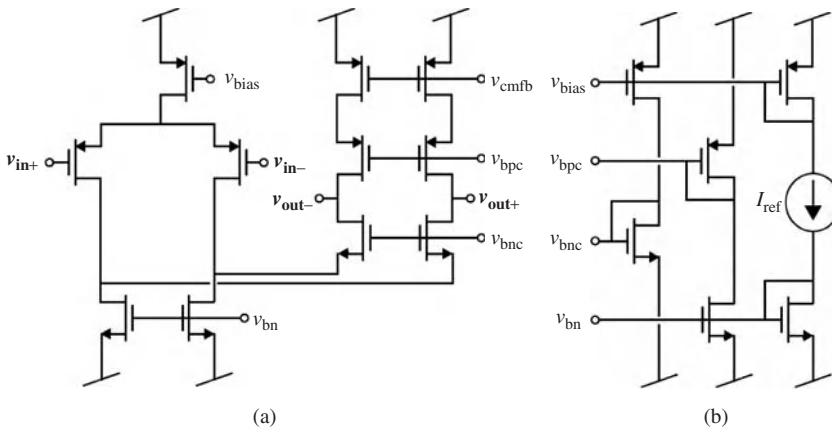 v_bias
v_cmfb
v_in+
v_in−
v_bpc
v_out−
v_out+
v_bnc
v_bn
(a)
v_bias
v_bpc
I_ref
v_bnc
v_bn
(b)